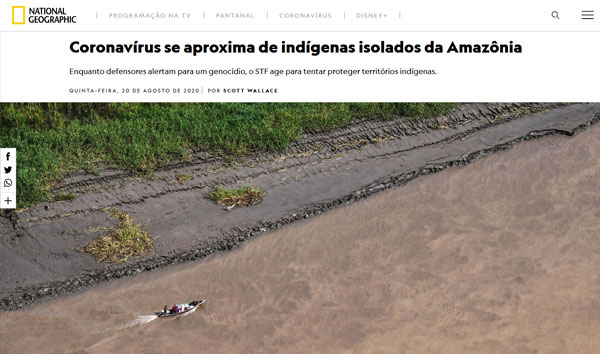 NATIONAL
GEOGRAPHIC
PROGRAMAÇÃO NA TV | PANTANAL | CORONAVÍRUS | DISNEY+
Coronavírus se aproxima de indígenas isolados da Amazônia
Enquanto defensores alertam para um genocídio, o STF age para tentar proteger territórios indígenas.
QUINTA-FEIRA, 20 DE AGOSTO DE 2020 | POR SCOTT WALLACE